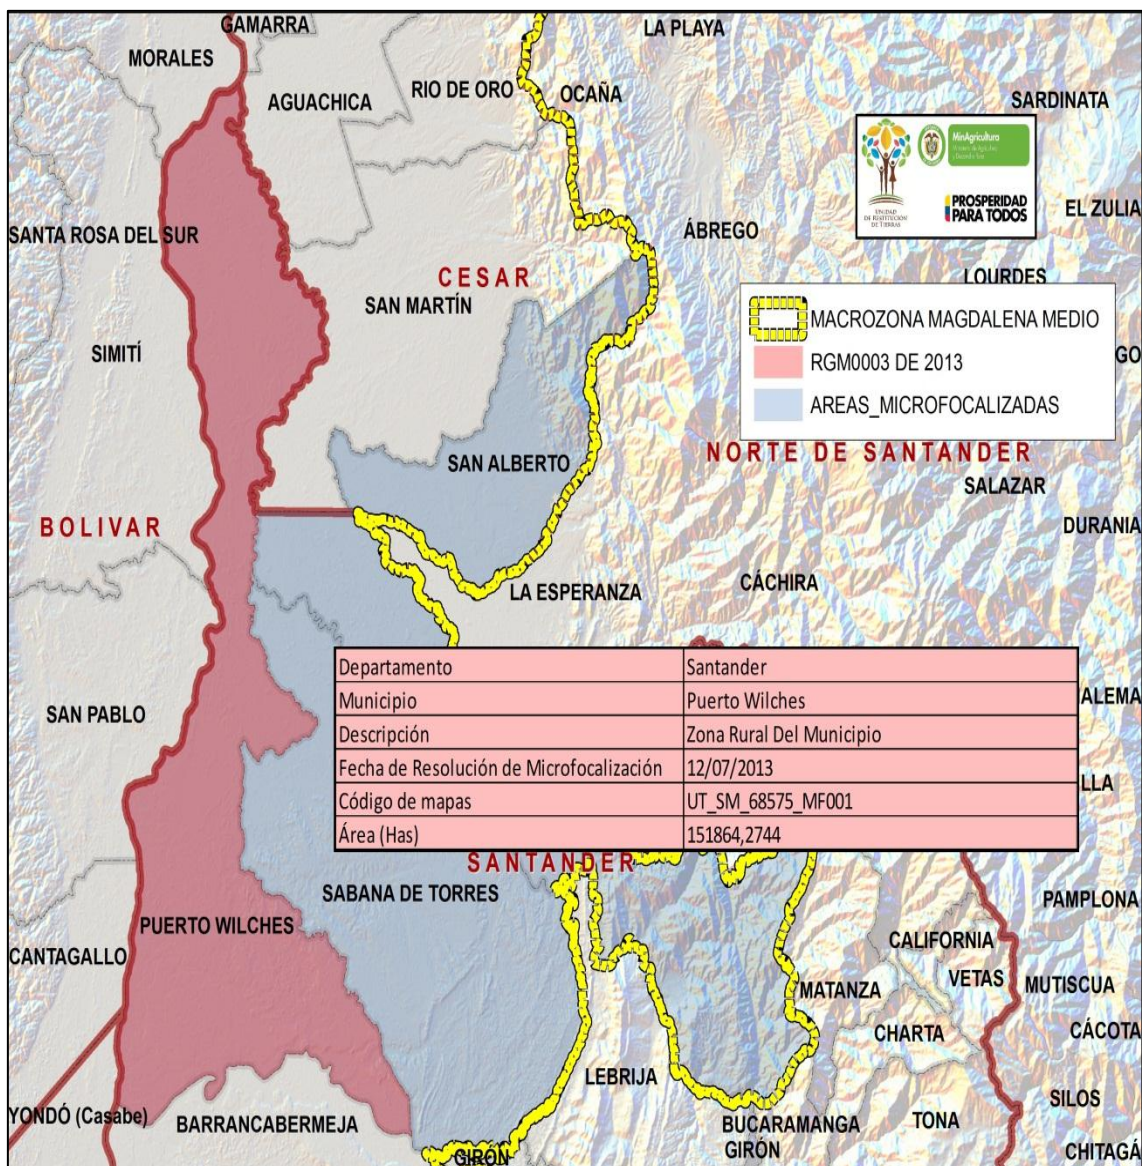 GAMARRA
LA PLAYA
MORALES
AGUACHICA
RIO DE ORO
OCAÑA
SARDINATA
MinAgricultura
UNIDAD
DE RESTITUCIÓN
DE TIERRAS
PROSPERIDAD
PARA TODOS
EL ZULIA
SANTA ROSA DEL SUR
ÁBREGO
CESAR
LOURDES
SAN MARTÍN
MACROZONA MAGDALENA MEDIO
SIMITÍ
RGM0003 DE 2013
GO
AREAS_MICROFOCALIZADAS
SAN ALBERTO
NORTE DE SANTANDER
SALAZAR
BOLIVAR
DURANIA
LA ESPERANZA
CÁCHIRA
Departamento Santander
Municipio Puerto Wilches
SAN PABLO
ALEMA
Descripción Zona Rural Del Municipio
Fecha de Resolución de Microfocalización 12/07/2013
LLA
Código de mapas UT_SM_68575_MF001
Área (Has) 151864,2744
SANTANDER
SABANA DE TORRES
PAMPLONA
PUERTO WILCHES
CALIFORNIA
CANTAGALLO
VETAS
MUTISCUA
MATANZA
CHARTA
CÁCOTA
LEBRIJA
SILOS
YONDÓ (Casabe)
BARRANCABERMEJA
BUCARAMANGA
TONA
GIRÓN
GIRÓN
CHITAGÁ